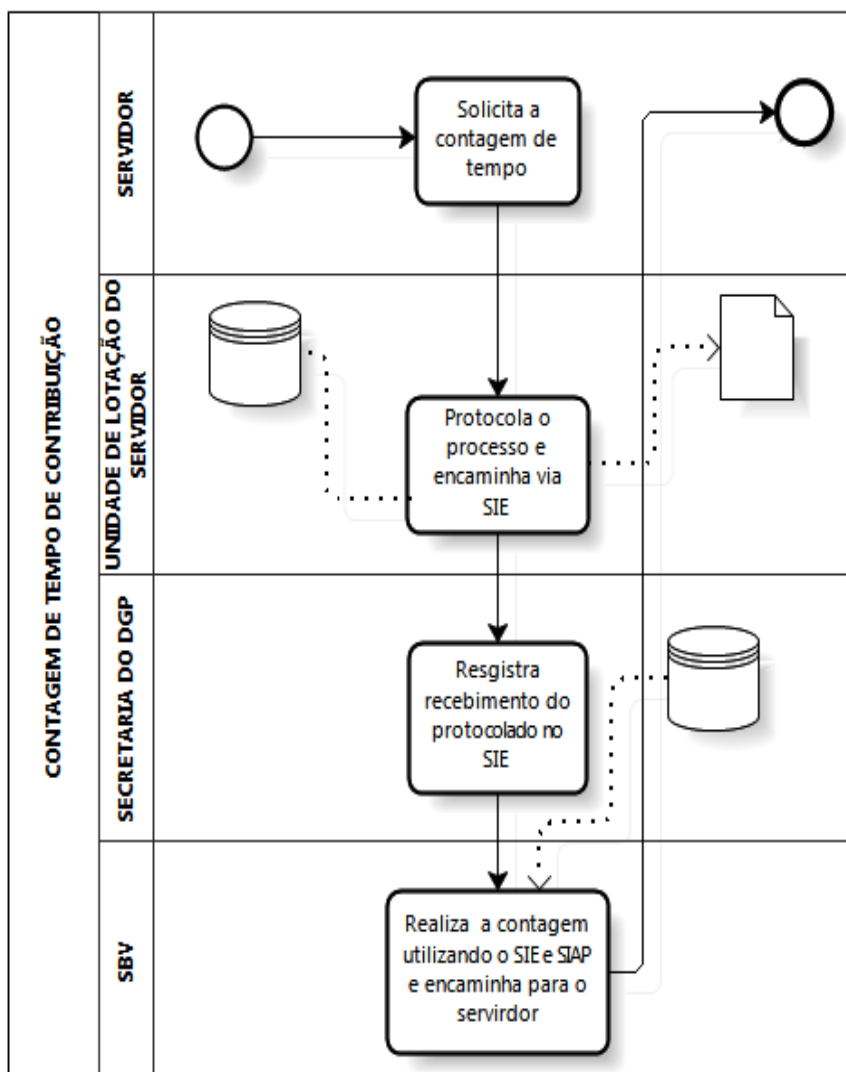 CONTAGEM DE TEMPO DE CONTRIBUIÇÃO
SERVIDOR
Solicita a
contagem de
tempo
UNIDADE DE LOTAÇÃO DO
SERVIDOR
Protocola o
processo e
encaminha via
SIE
SECRETARIA DO DGP
Resgistra
recebimento do
protocolado no
SIE
SBV
Realiza a contagem
utilizando o SIE e SIAP
e encaminha para o
servirdor